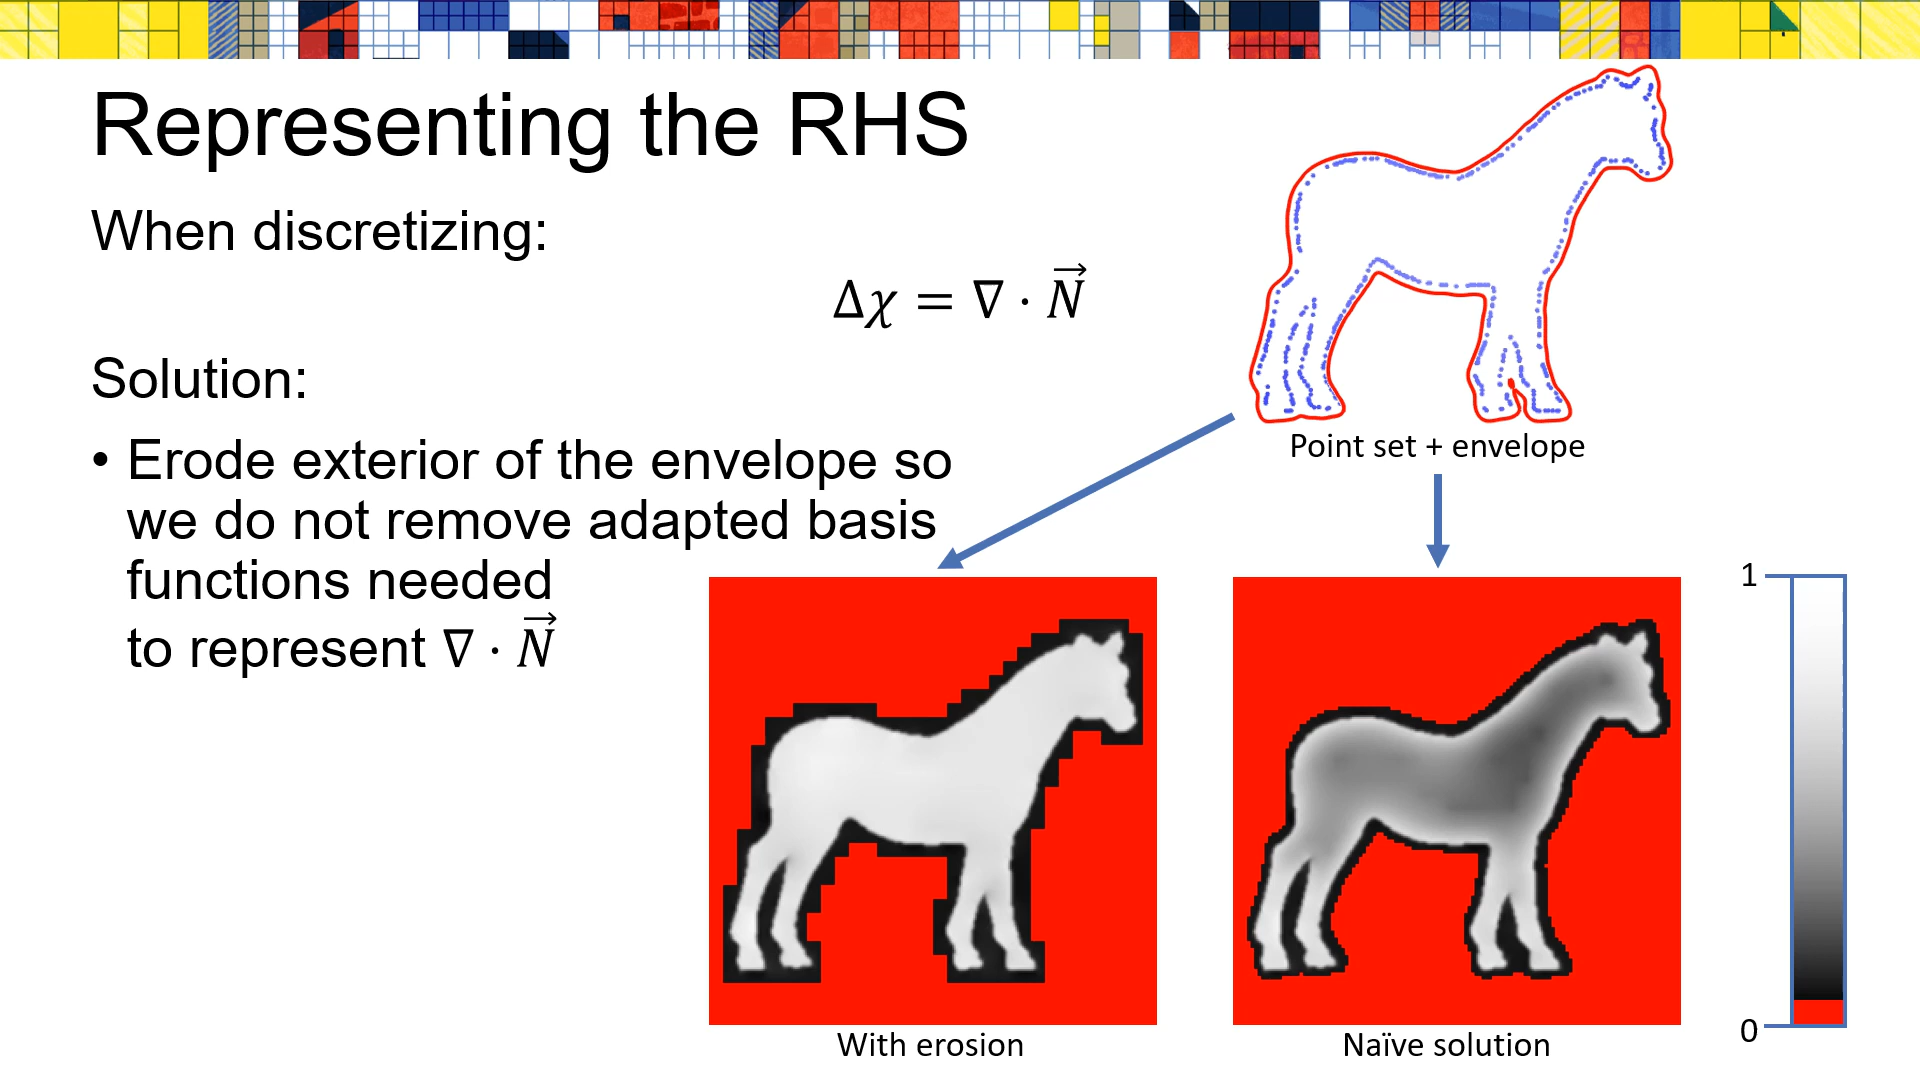 Representing the RHS
When discretizing:
Δχ = ∇ · N⃗
Solution:
• Erode exterior of the envelope so
we do not remove adapted basis
functions needed
to represent ∇ · N⃗
Point set + envelope
With erosion
Naïve solution
1
0